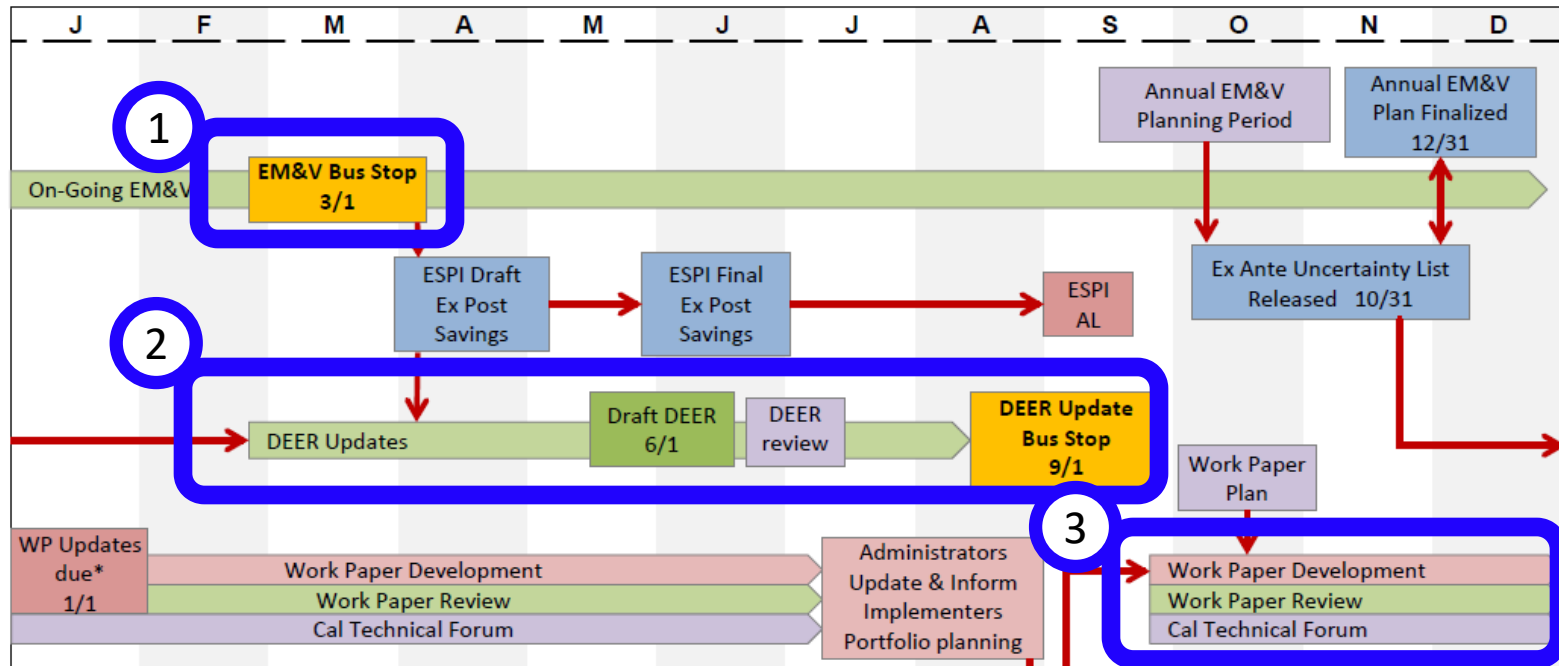 J F M A M J J A S O N D
1
On-Going EM&V
EM&V Bus Stop
3/1
Annual EM&V
Planning Period
Annual EM&V
Plan Finalized
12/31
ESPI Draft
Ex Post
Savings
ESPI Final
Ex Post
Savings
ESPI
AL
Ex Ante Uncertainty List
Released 10/31
2
DEER Updates
Draft DEER
6/1
DEER
review
DEER Update
Bus Stop
9/1
Work Paper
Plan
3
WP Updates
due*
1/1
Work Paper Development
Work Paper Review
Cal Technical Forum
Administrators
Update & Inform
Implementers
Portfolio planning
Work Paper Development
Work Paper Review
Cal Technical Forum